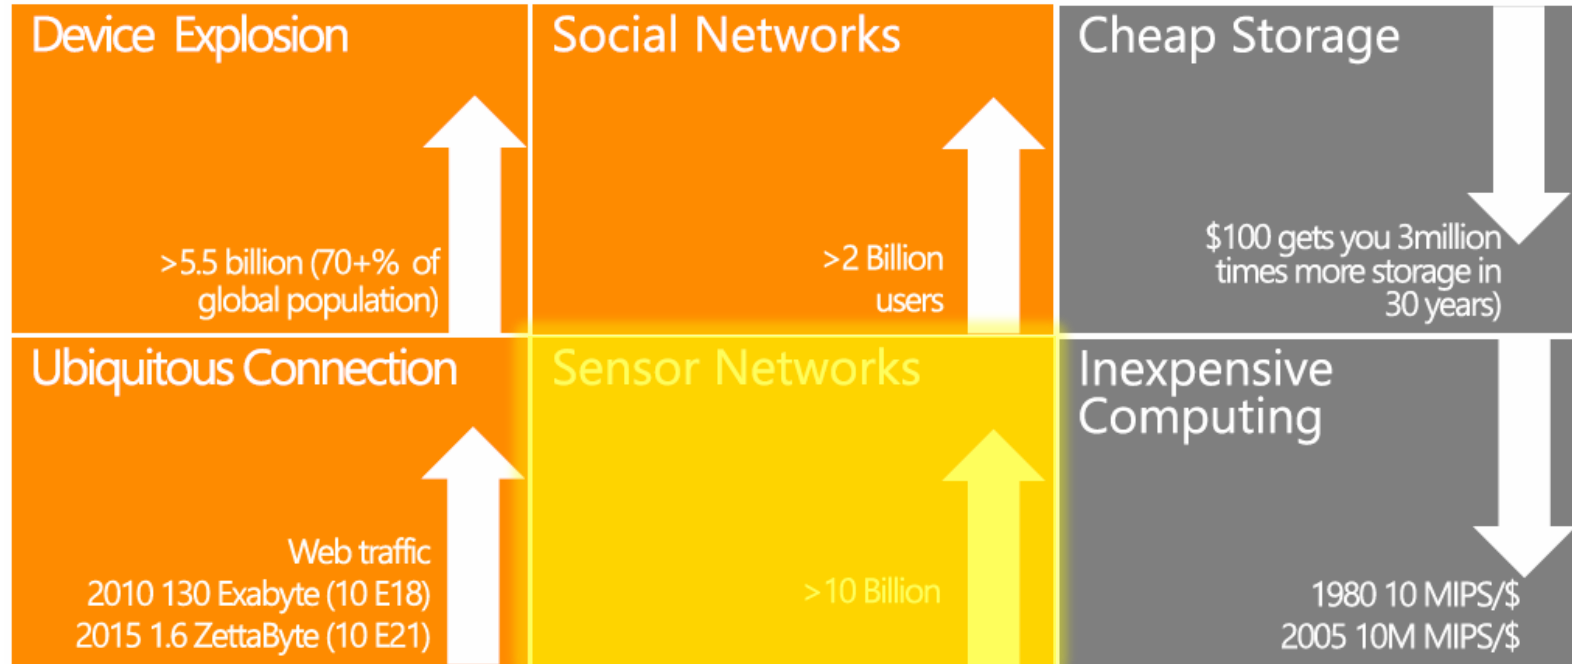 Device Explosion
>5.5 billion (70+% of
global population)
Social Networks
>2 Billion
users
Cheap Storage
$100 gets you 3million
times more storage in
30 years)
Ubiquitous Connection
Web traffic
2010 130 Exabyte (10 E18)
2015 1.6 ZettaByte (10 E21)
Sensor Networks
>10 Billion
Inexpensive
Computing
1980 10 MIPS/$
2005 10M MIPS/$